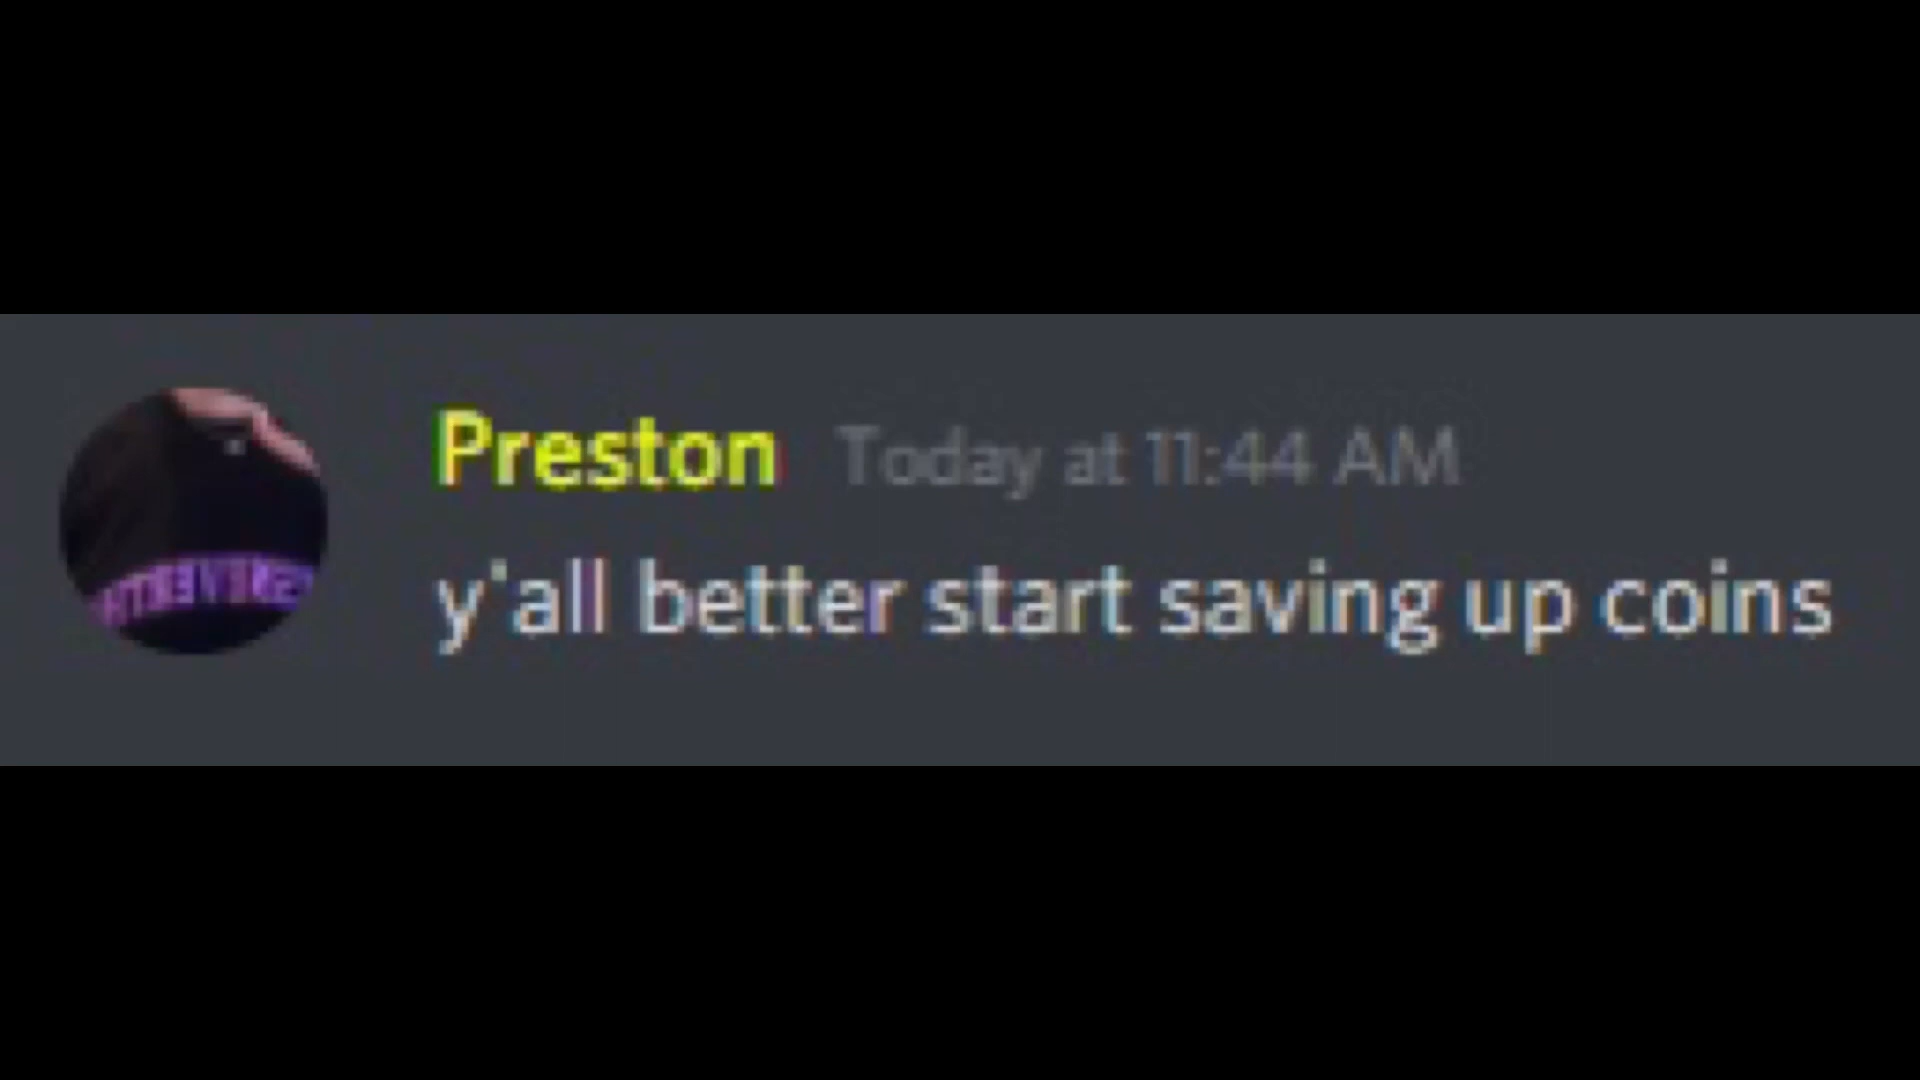 Preston Today at 11:44 AM
y'all better start saving up coins